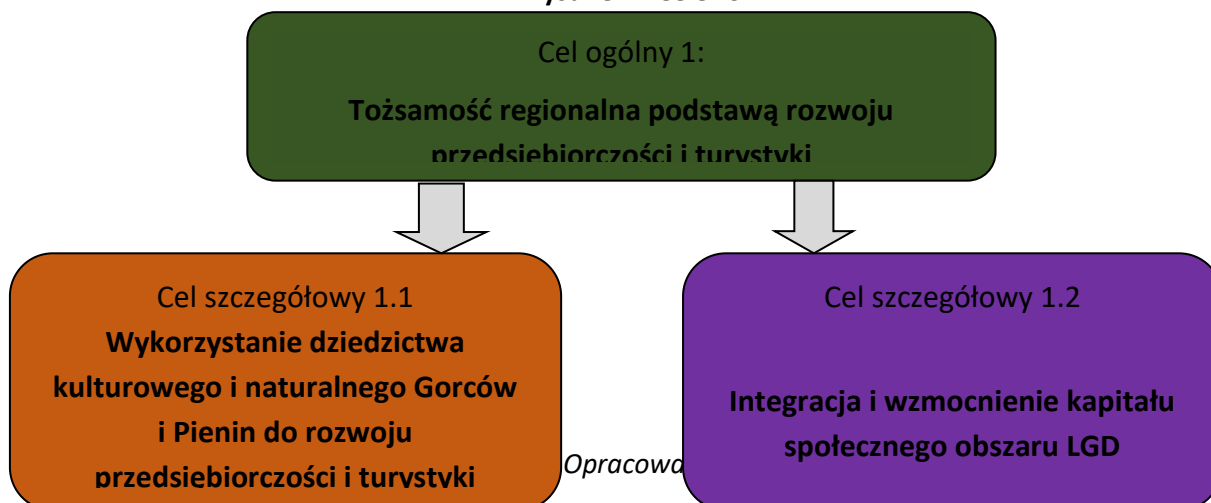 Cel ogólny 1:
Tożsamość regionalna podstawą rozwoju
przedsiębiorczości i turystyki
Cel szczegółowy 1.1
Wykorzystanie dziedzictwa
kulturowego i naturalnego Gorców
i Pienin do rozwoju
przedsiębiorczości i turystyki
Cel szczegółowy 1.2
Integracja i wzmocnienie kapitału
społecznego obszaru LGD
Opracowa